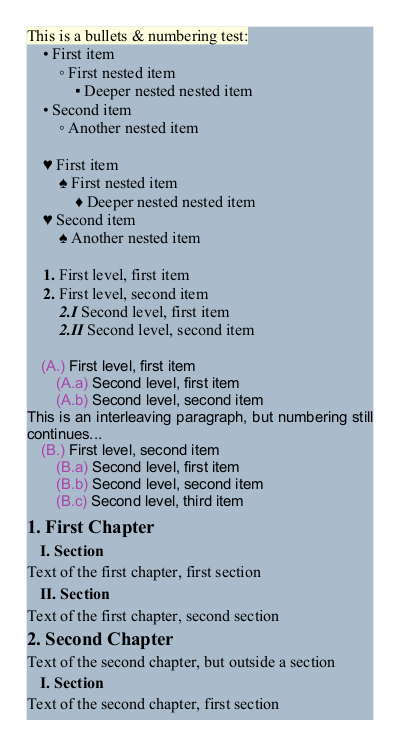 This is a bullets & numbering test:
• First item
◦ First nested item
▪ Deeper nested nested item
• Second item
◦ Another nested item
♥ First item
♠ First nested item
♦ Deeper nested nested item
♥ Second item
♠ Another nested item
1. First level, first item
2. First level, second item
2.I Second level, first item
2.II Second level, second item
(A.) First level, first item
(A.a) Second level, first item
(A.b) Second level, second item
This is an interleaving paragraph, but numbering still
continues...
(B.) First level, second item
(B.a) Second level, first item
(B.b) Second level, second item
(B.c) Second level, third item
1. First Chapter
I. Section
Text of the first chapter, first section
II. Section
Text of the first chapter, second section
2. Second Chapter
Text of the second chapter, but outside a section
I. Section
Text of the second chapter, first section